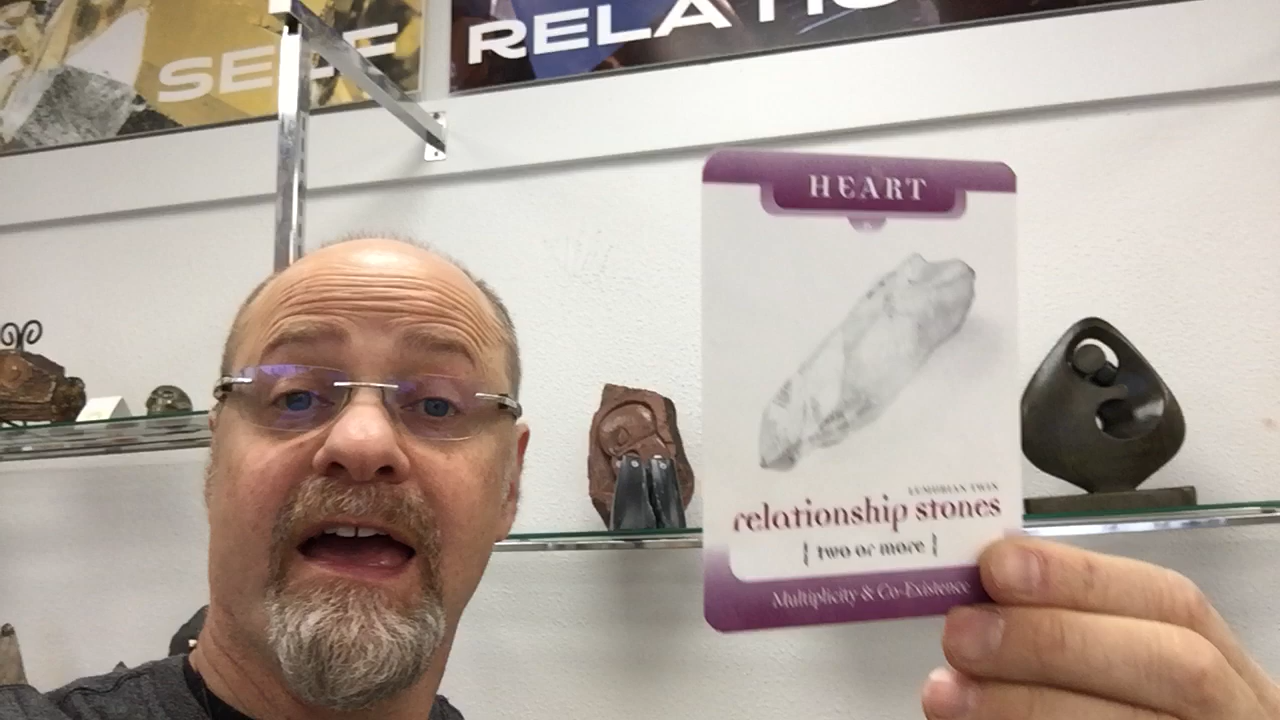 SELF
RELATIO
HEART
LEMURIAN TWIN
relationship stones
{ two or more }
Multiplicity & Co-Existence